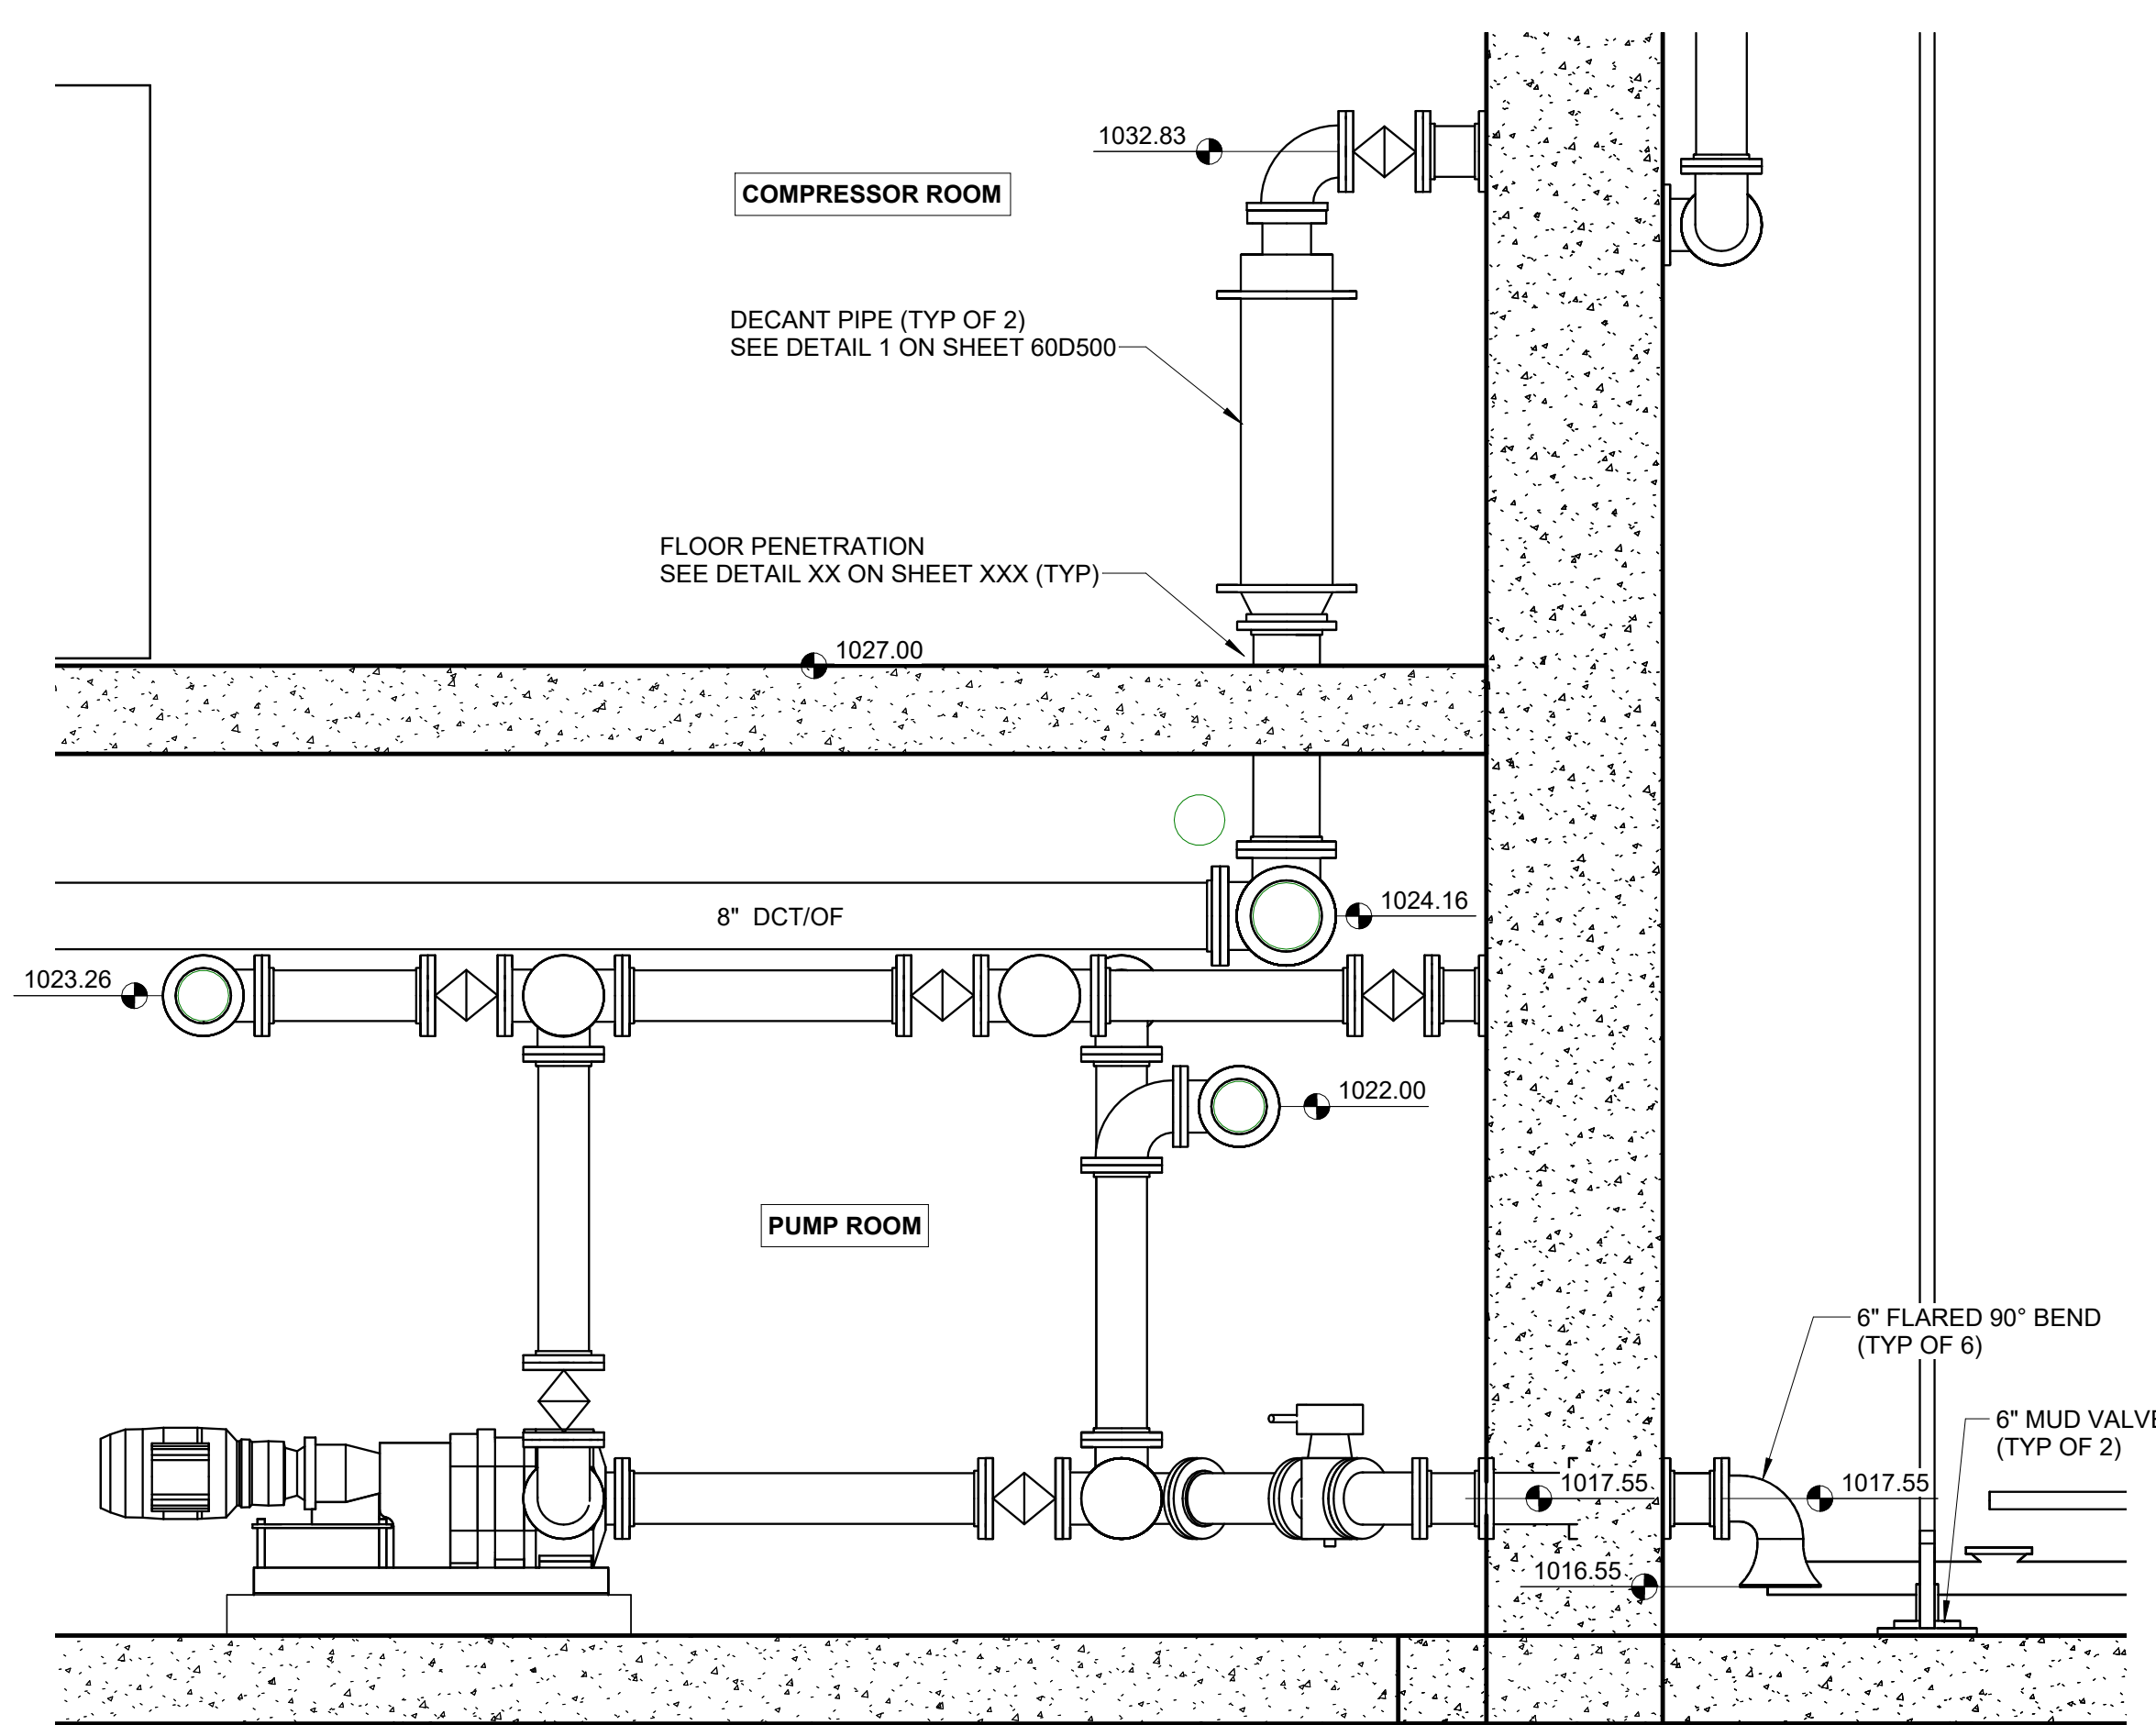 1032.83
COMPRESSOR ROOM
DECANT PIPE (TYP OF 2)
SEE DETAIL 1 ON SHEET 60D500
FLOOR PENETRATION
SEE DETAIL XX ON SHEET XXX (TYP)
1027.00
8" DCT/OF
1024.16
1023.26
1022.00
PUMP ROOM
6" FLARED 90° BEND
(TYP OF 6)
6" MUD VALVE
(TYP OF 2)
1017.55
1017.55
1016.55